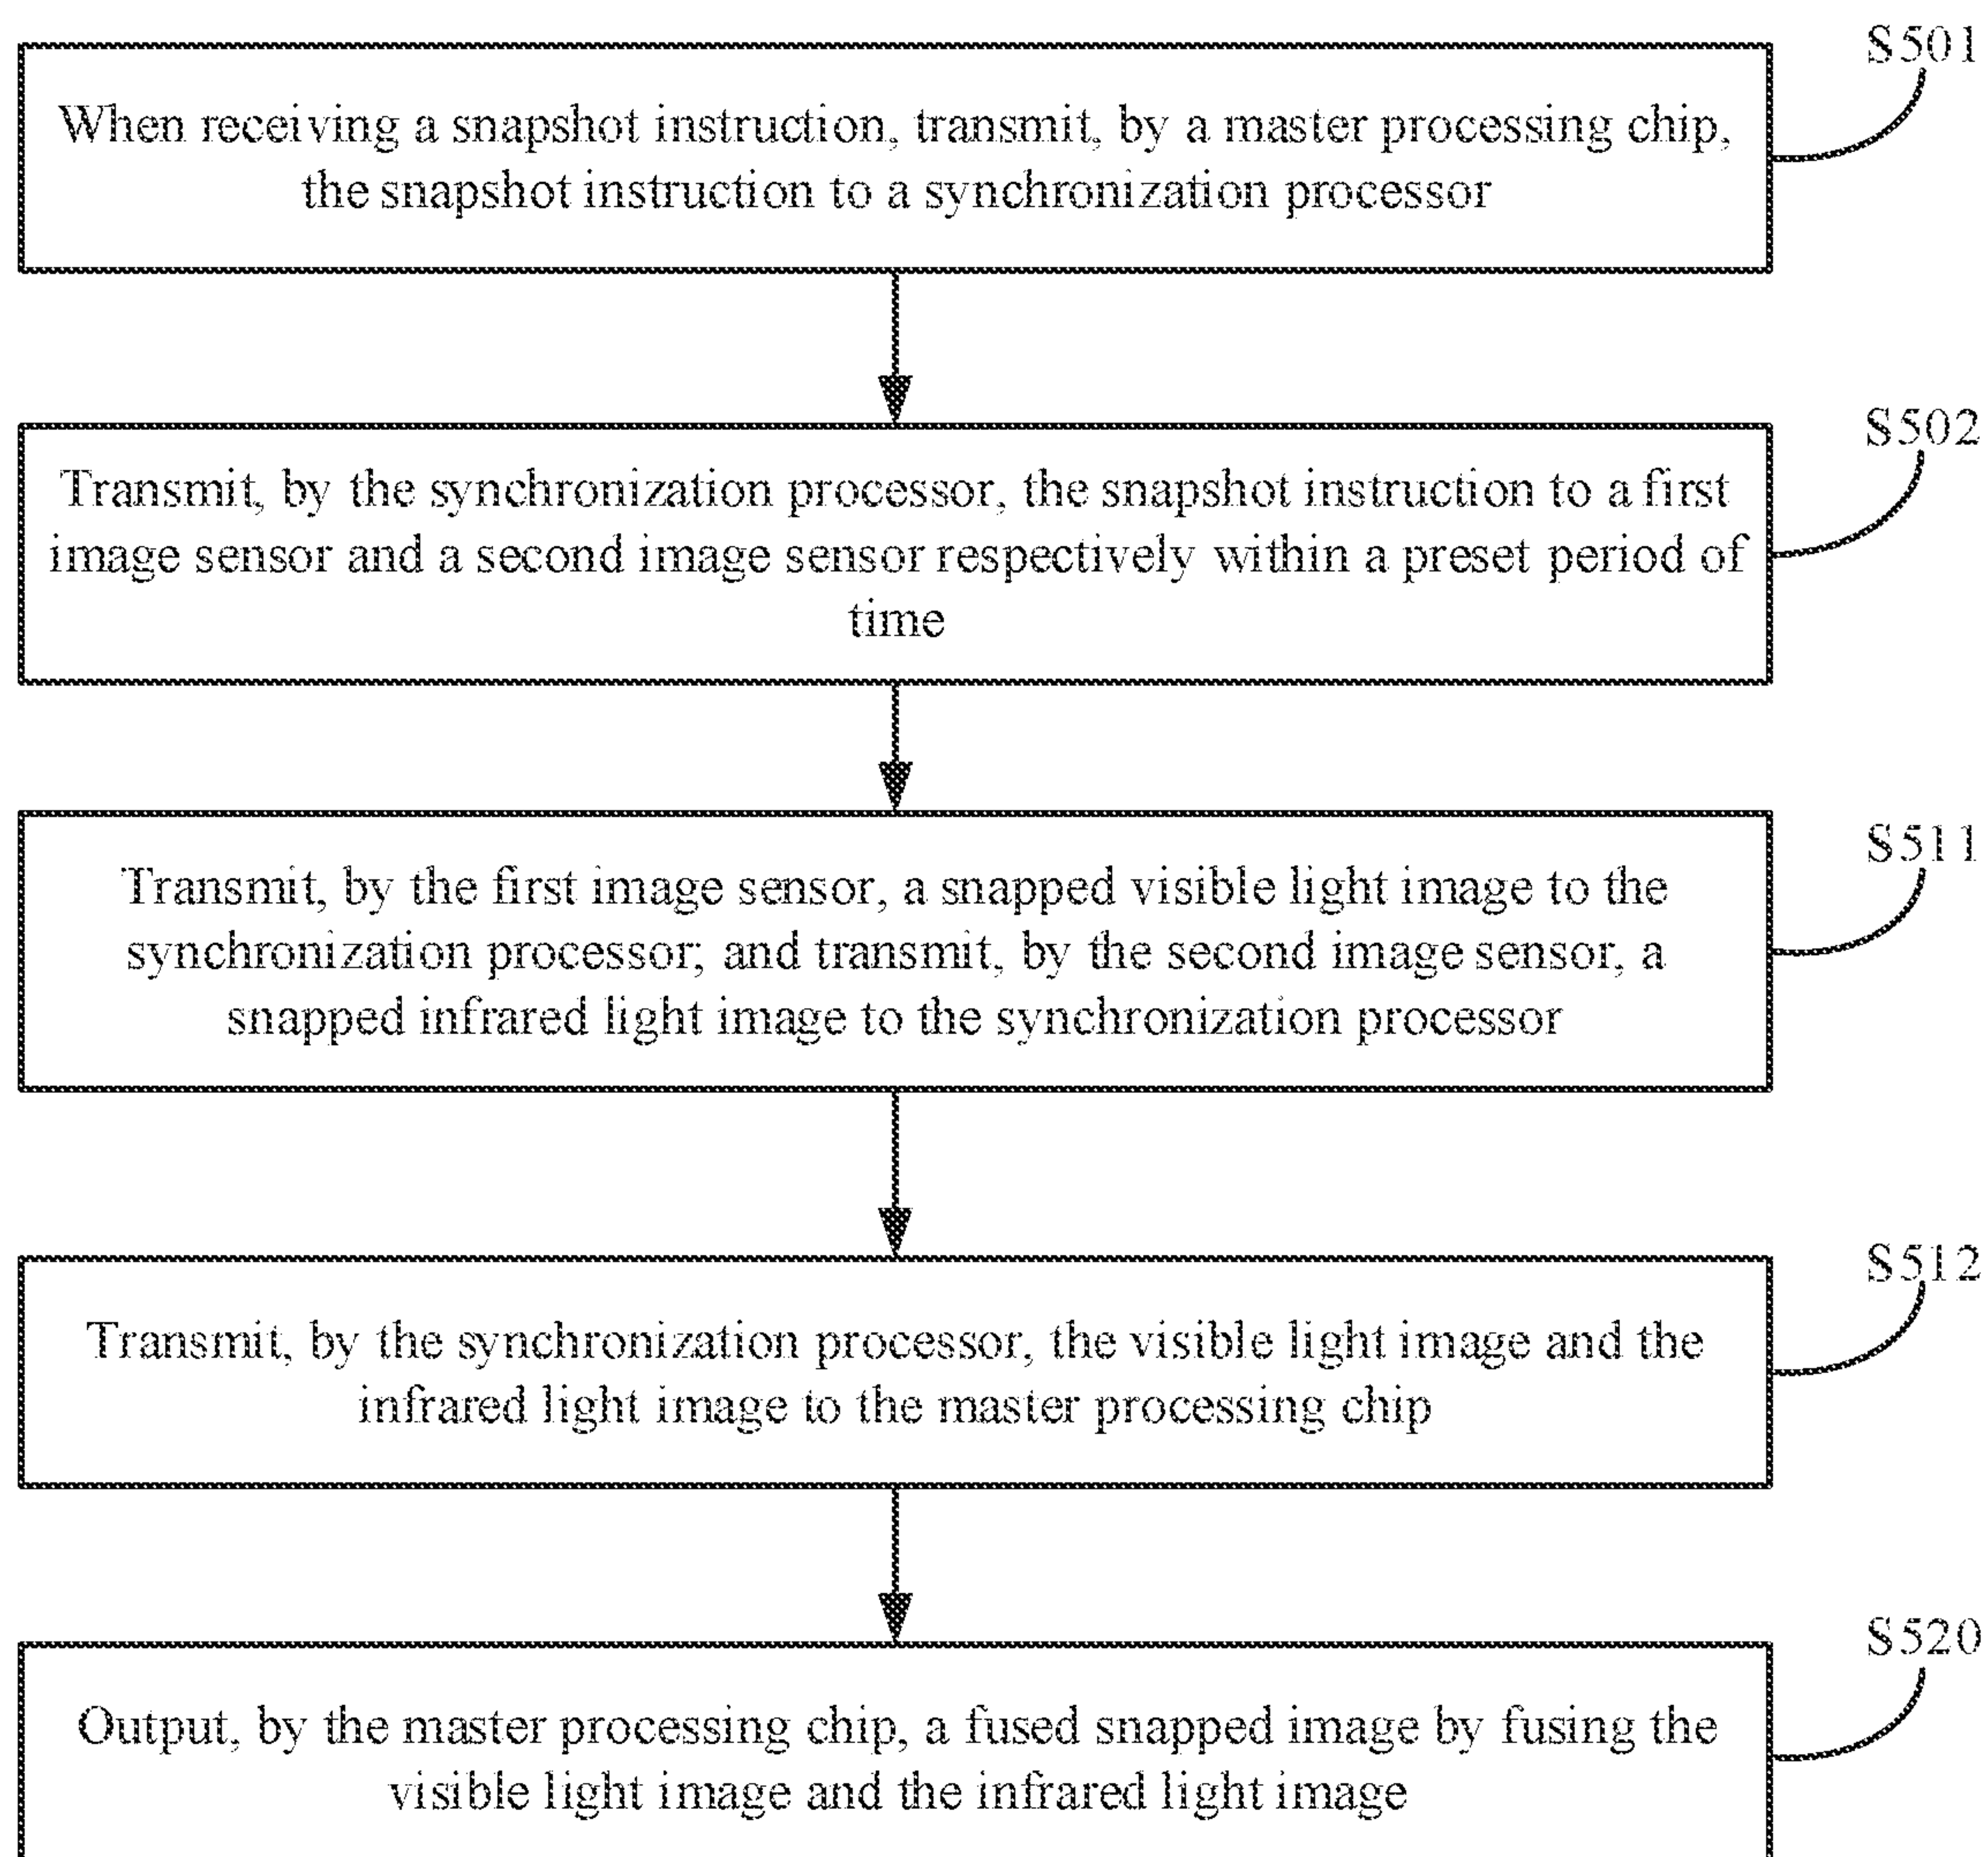 S501
When receiving a snapshot instruction, transmit, by a master processing chip,
the snapshot instruction to a synchronization processor
S502
Transmit, by the synchronization processor, the snapshot instruction to a first
image sensor and a second image sensor respectively within a preset period of
time
S511
Transmit, by the first image sensor, a snapped visible light image to the
synchronization processor; and transmit, by the second image sensor, a
snapped infrared light image to the synchronization processor
S512
Transmit, by the synchronization processor, the visible light image and the
infrared light image to the master processing chip
S520
Output, by the master processing chip, a fused snapped image by fusing the
visible light image and the infrared light image